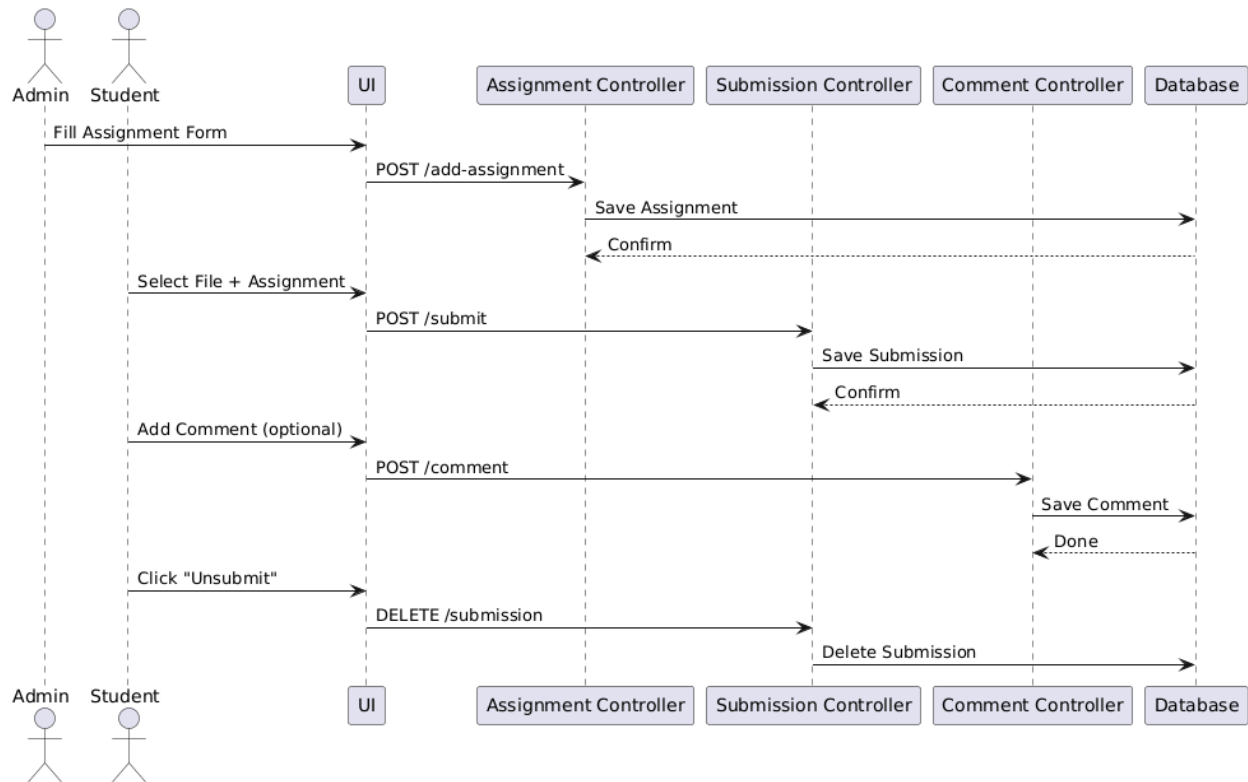 Admin
Student
UI
Assignment Controller
Submission Controller
Comment Controller
Database
Fill Assignment Form
POST /add-assignment
Save Assignment
Confirm
Select File + Assignment
POST /submit
Save Submission
Confirm
Add Comment (optional)
POST /comment
Save Comment
Done
Click "Unsubmit"
DELETE /submission
Delete Submission
Admin
Student
UI
Assignment Controller
Submission Controller
Comment Controller
Database